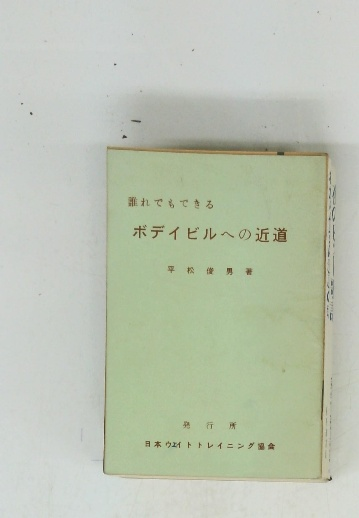 誰れでもできる
ボデイビルへの近道
平松俊男著
発行所
日本ウエイトトレイニング協会